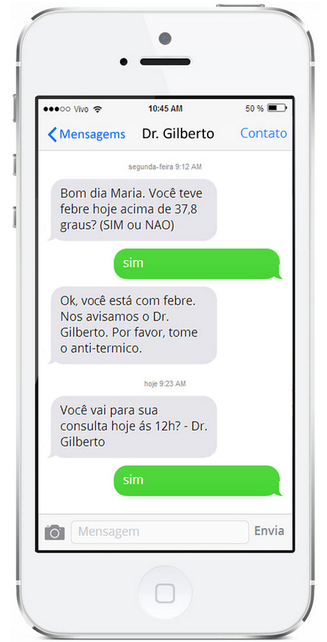 Vivo 10:45 AM 50 %
Mensagems Dr. Gilberto Contato
segunda-feira 9:12 AM
Bom dia Maria. Você teve
febre hoje acima de 37,8
graus? (SIM ou NAO)
sim
Ok, você está com febre.
Nos avisamos o Dr.
Gilberto. Por favor, tome
o anti-termico.
hoje 9:23 AM
Você vai para sua
consulta hoje ás 12h? - Dr.
Gilberto
sim
Mensagem Envia